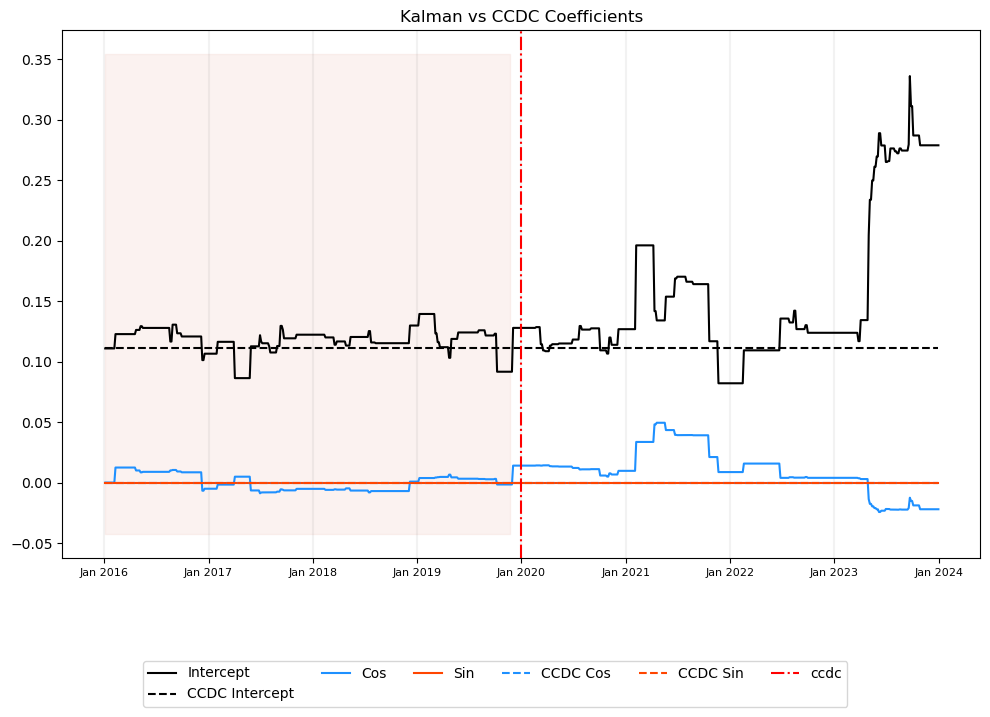 Kalman vs CCDC Coefficients
0.35
0.30
0.25
0.20
0.15
0.10
0.05
0.00
−0.05
Jan 2016 Jan 2017 Jan 2018 Jan 2019 Jan 2020 Jan 2021 Jan 2022 Jan 2023 Jan 2024
Intercept Cos Sin CCDC Cos CCDC Sin ccdc
CCDC Intercept